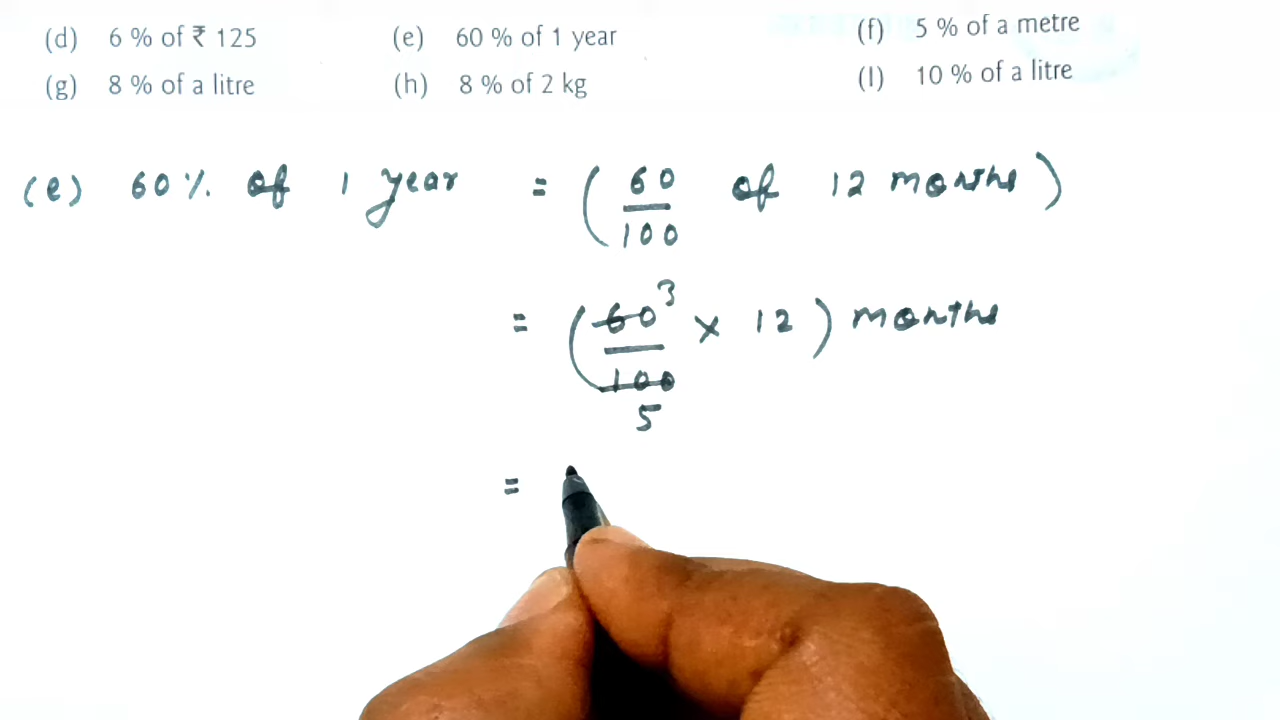 (d) 6 % of ₹ 125 (e) 60 % of 1 year (f) 5 % of a metre
(g) 8 % of a litre (h) 8 % of 2 kg (I) 10 % of a litre
(e) 60% of 1 year = ( 60/100 of 12 months )
= ( 60/100 3 5 × 12 ) months
=